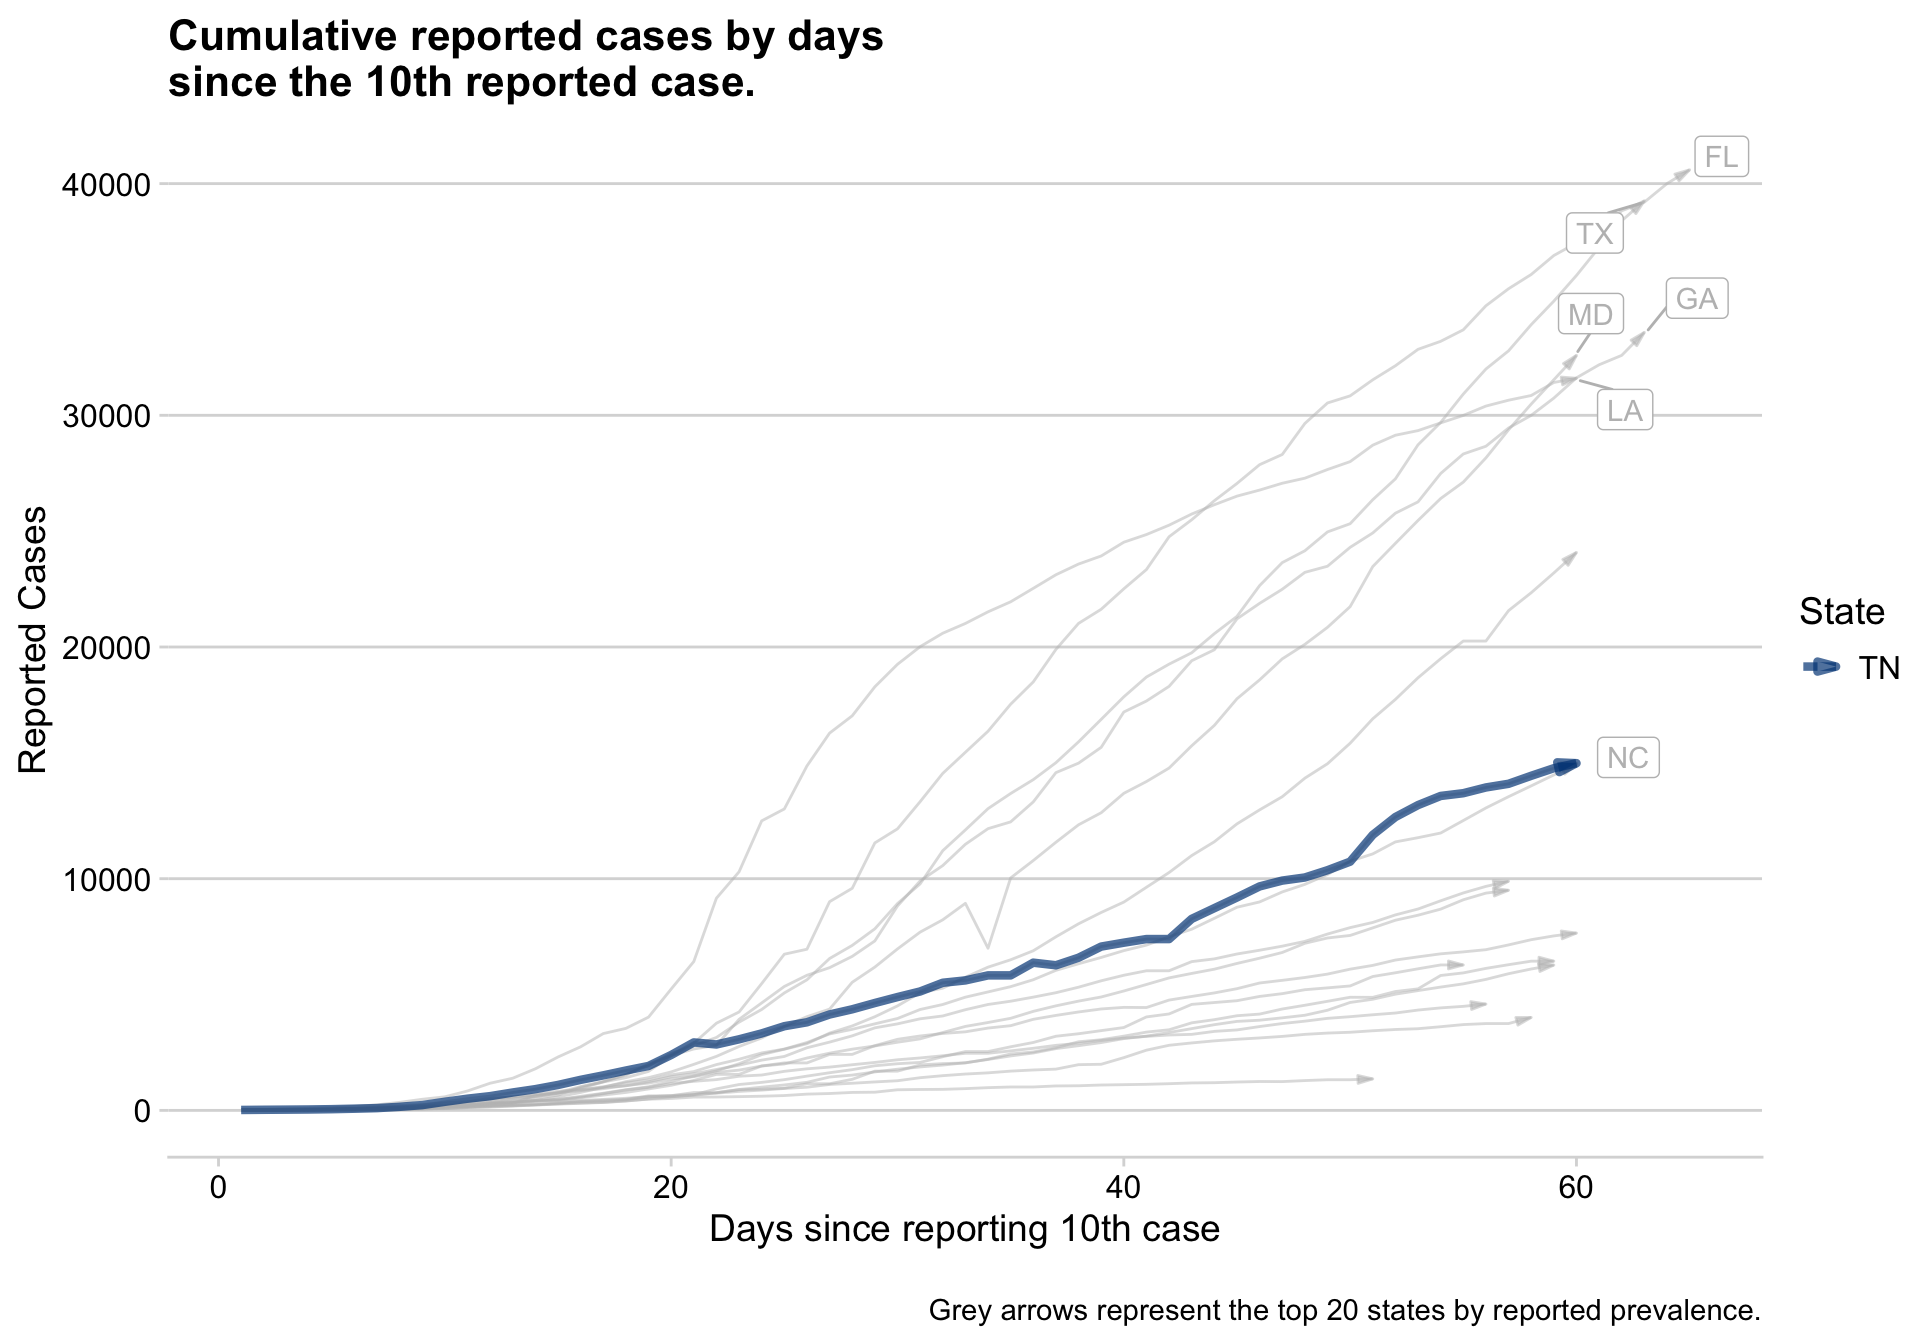 Cumulative reported cases by days
since the 10th reported case.
FL
40000
TX
GA
MD
30000
LA
Reported Cases
20000
State
TN
NC
10000
0
0 20 40 60
Days since reporting 10th case
Grey arrows represent the top 20 states by reported prevalence.